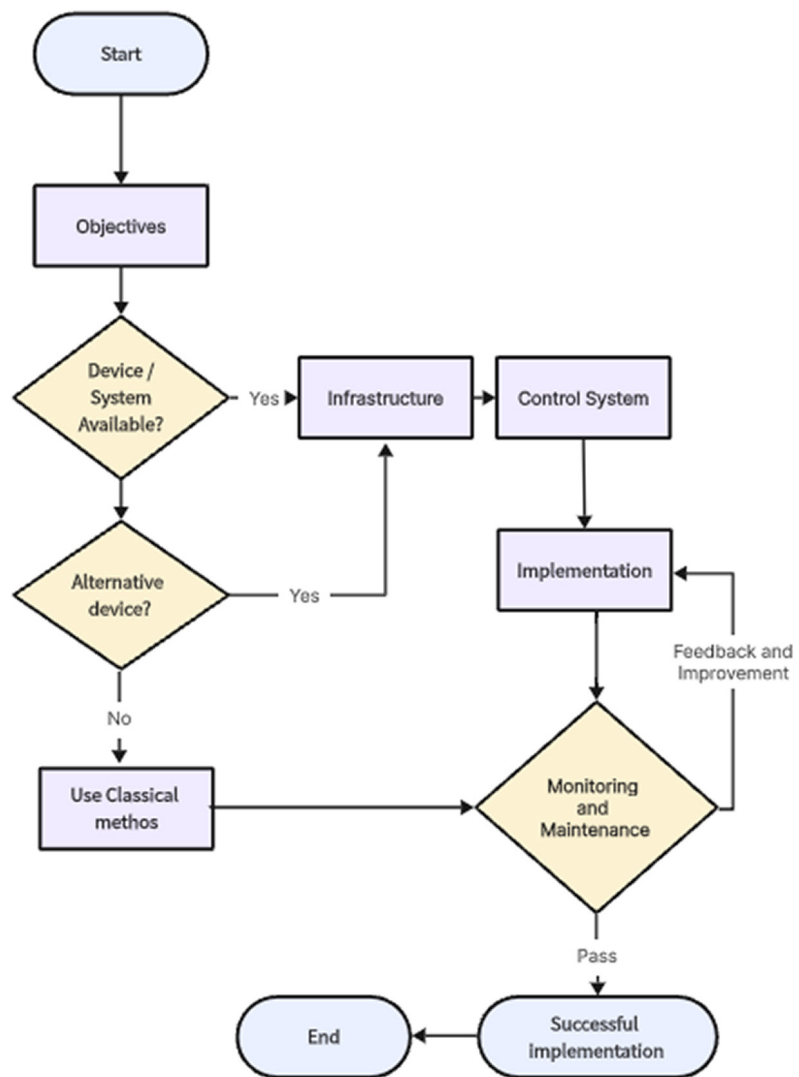 Start
Objectives
Device /
System
Available?
Yes
Infrastructure
Control System
Alternative
device?
Yes
Implementation
Feedback and
Improvement
No
Use Classical
methos
Monitoring
and
Maintenance
Pass
Successful
implementation
End